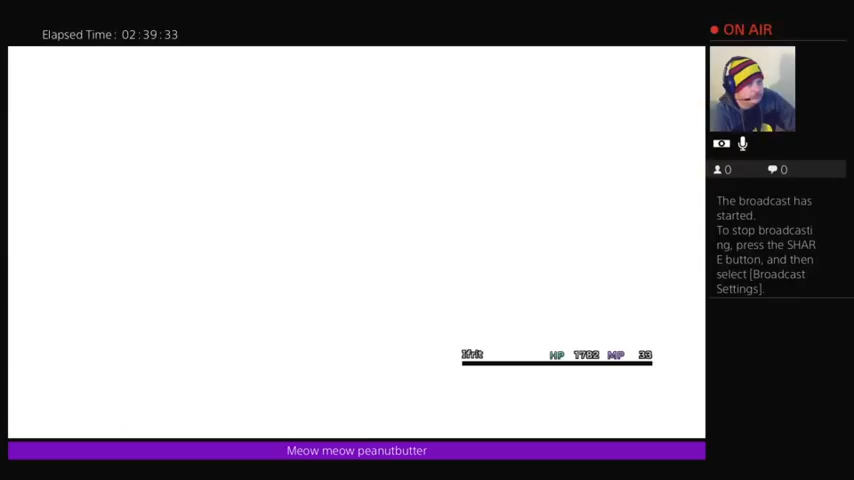 Elapsed Time: 02:39:33
ON AIR
0 0
The broadcast has
started.
To stop broadcasti
ng, press the SHAR
E button, and then
select [Broadcast
Settings].
Ifrit HP 1782 MP 33
Meow meow peanutbutter